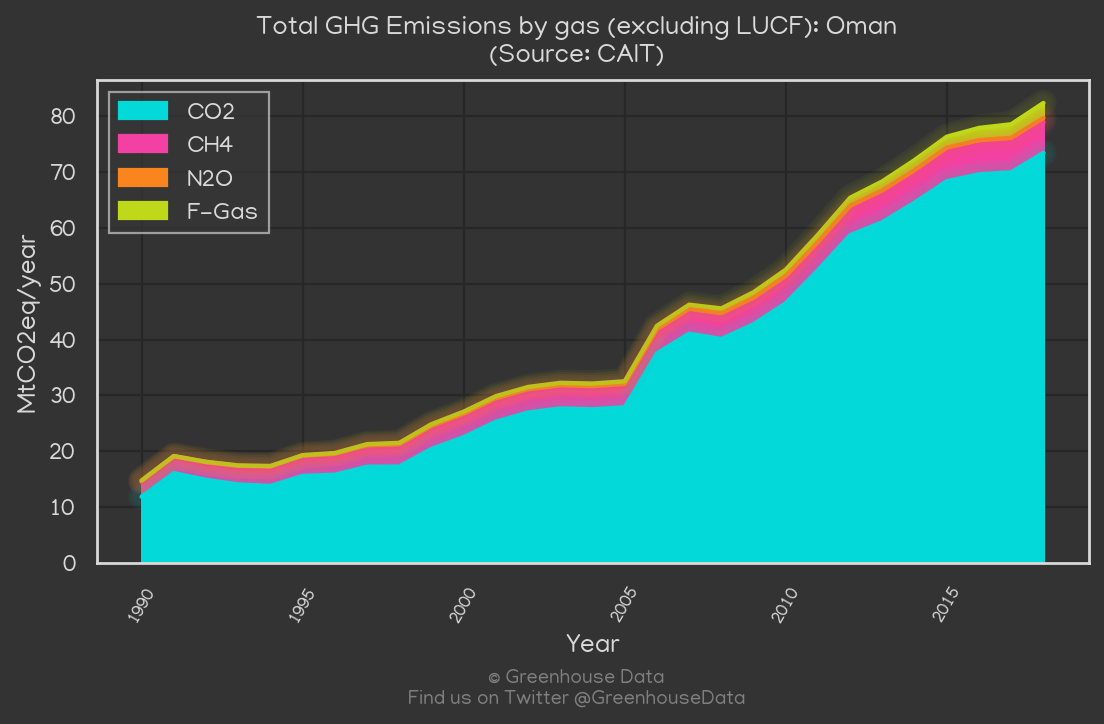 Total GHG Emissions by gas (excluding LUCF): Oman
(Source: CAIT)
CO2
CH4
N2O
F-Gas
MtCO2eq/year
80
70
60
50
40
30
20
10
0
1990
1995
2000
2005
2010
2015
Year
© Greenhouse Data
Find us on Twitter @GreenhouseData